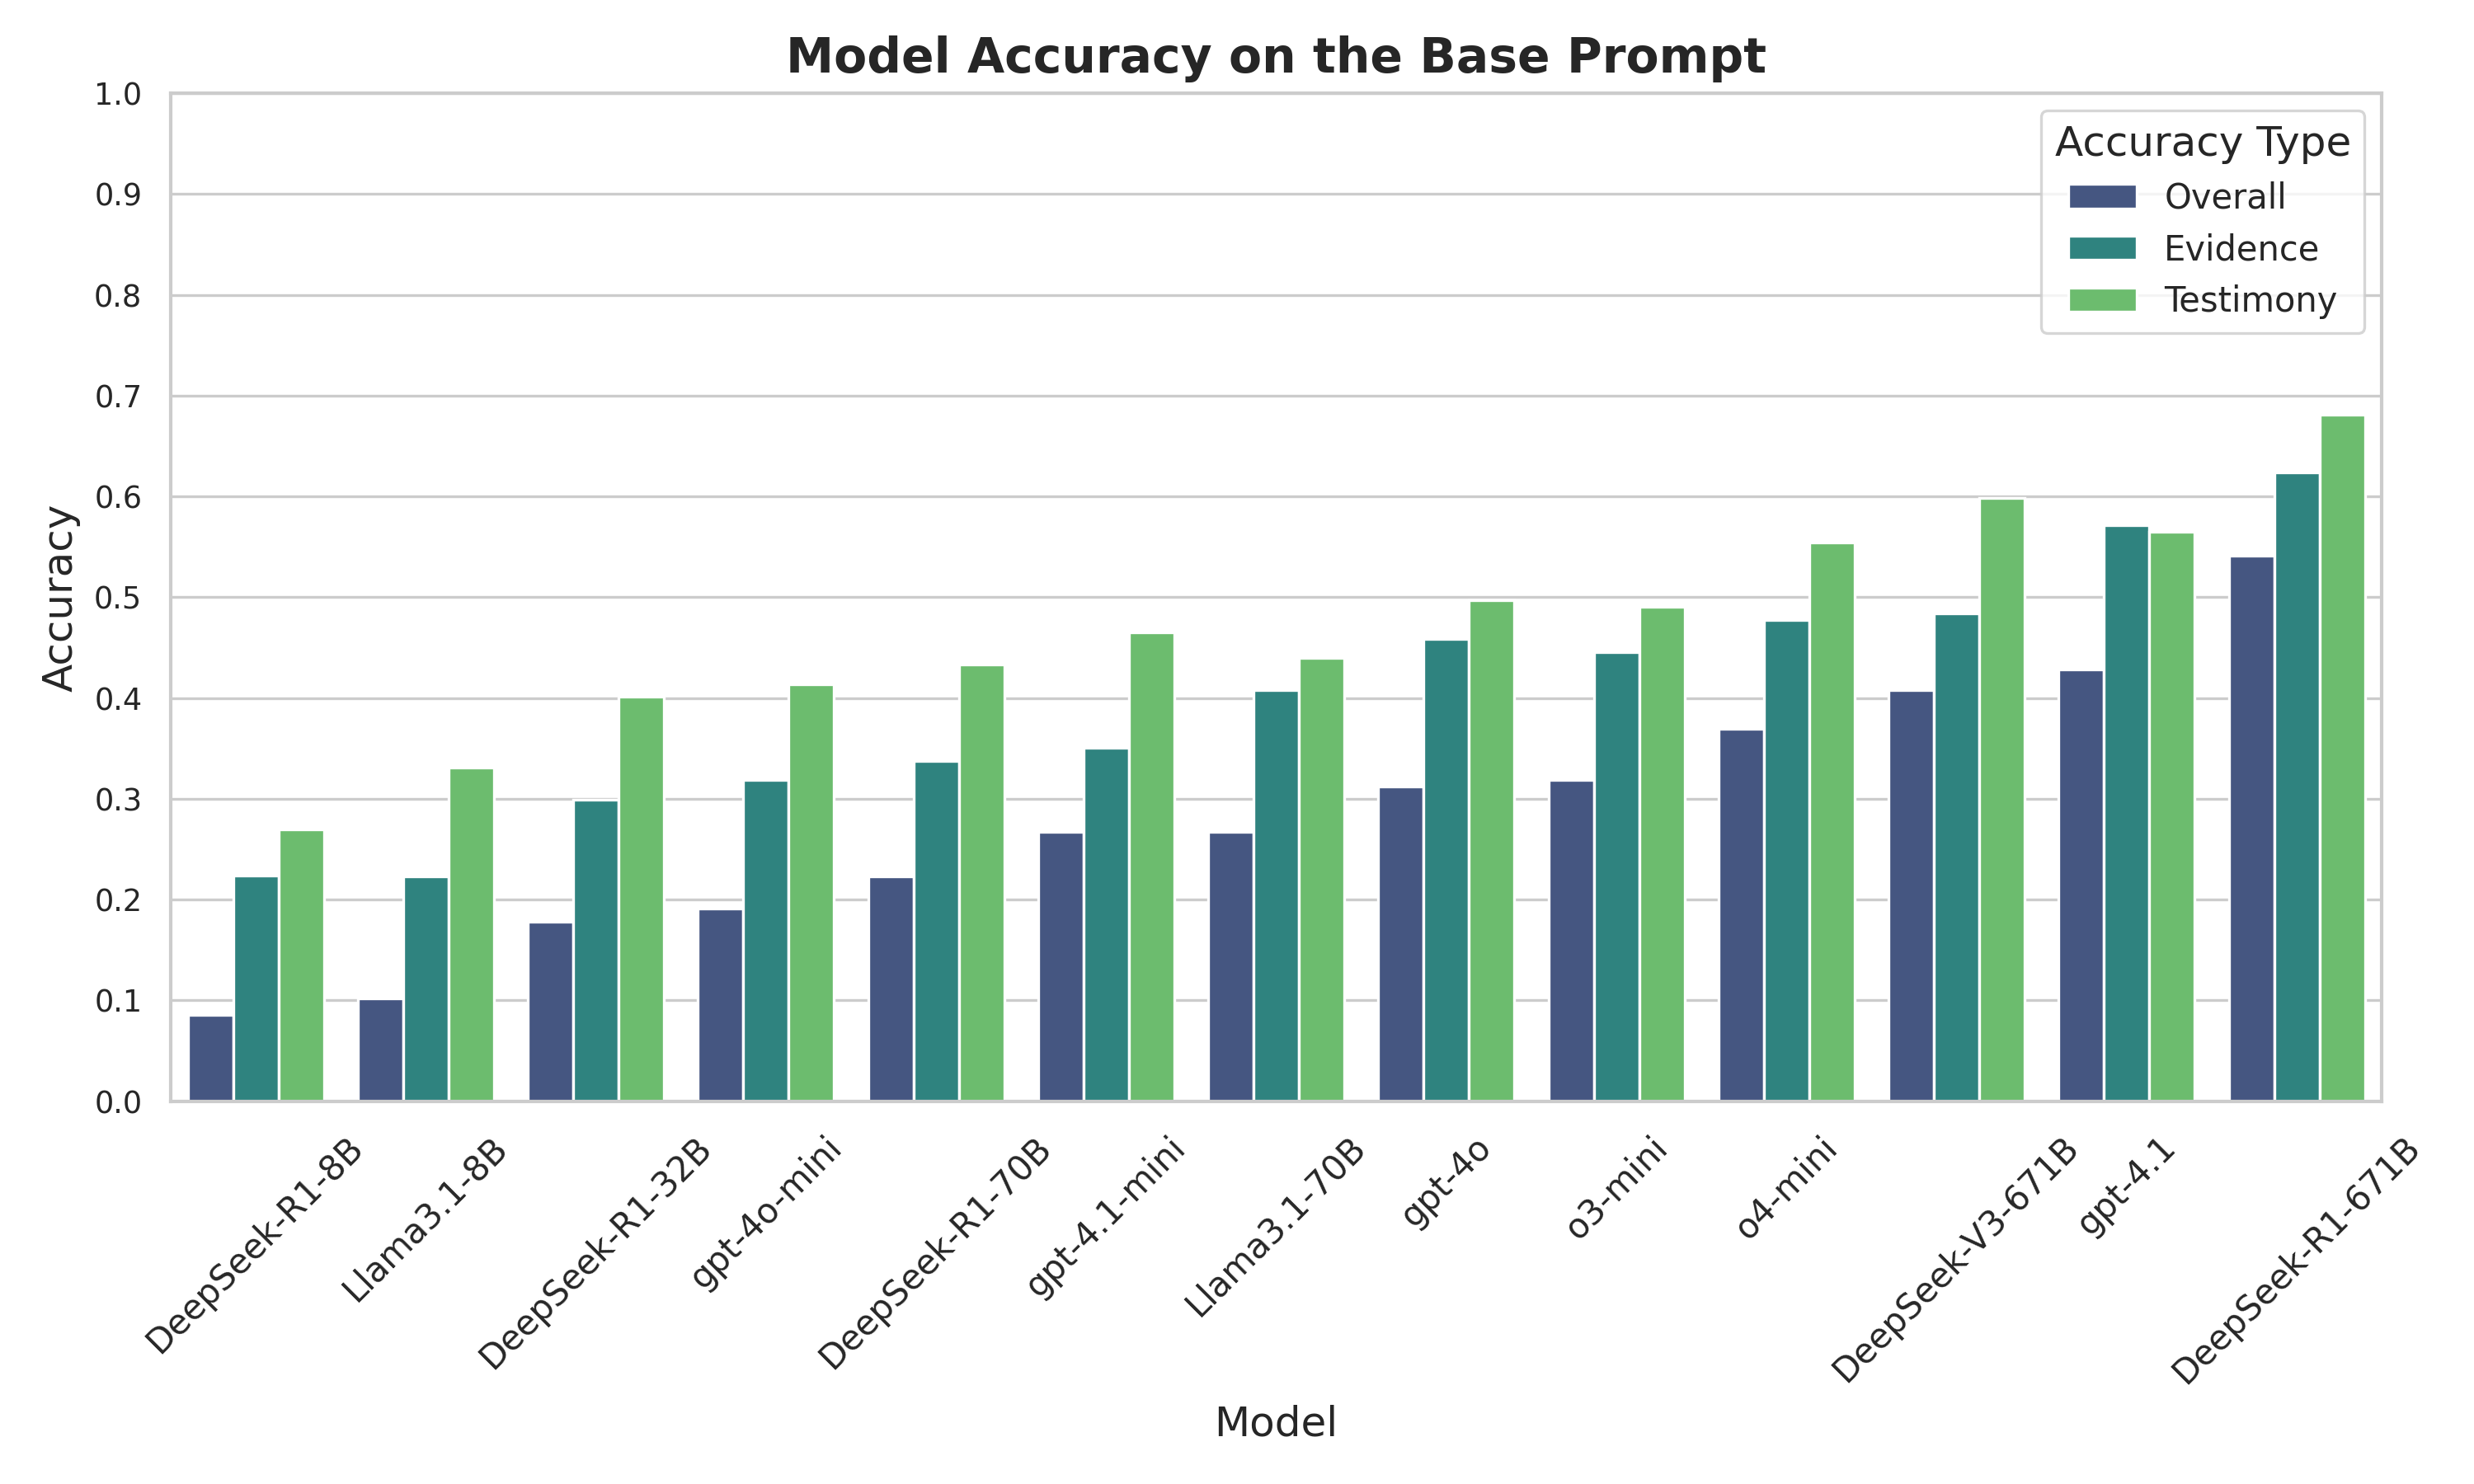 Model Accuracy on the Base Prompt
Accuracy
1.0
0.9
0.8
0.7
0.6
0.5
0.4
0.3
0.2
0.1
0.0
Accuracy Type
Overall
Evidence
Testimony
DeepSeek-R1-8B
Llama3.1-8B
DeepSeek-R1-32B
gpt-4o-mini
DeepSeek-R1-70B
gpt-4.1-mini
Llama3.1-70B
gpt-4o
o3-mini
o4-mini
DeepSeek-V3-671B
gpt-4.1
DeepSeek-R1-671B
Model